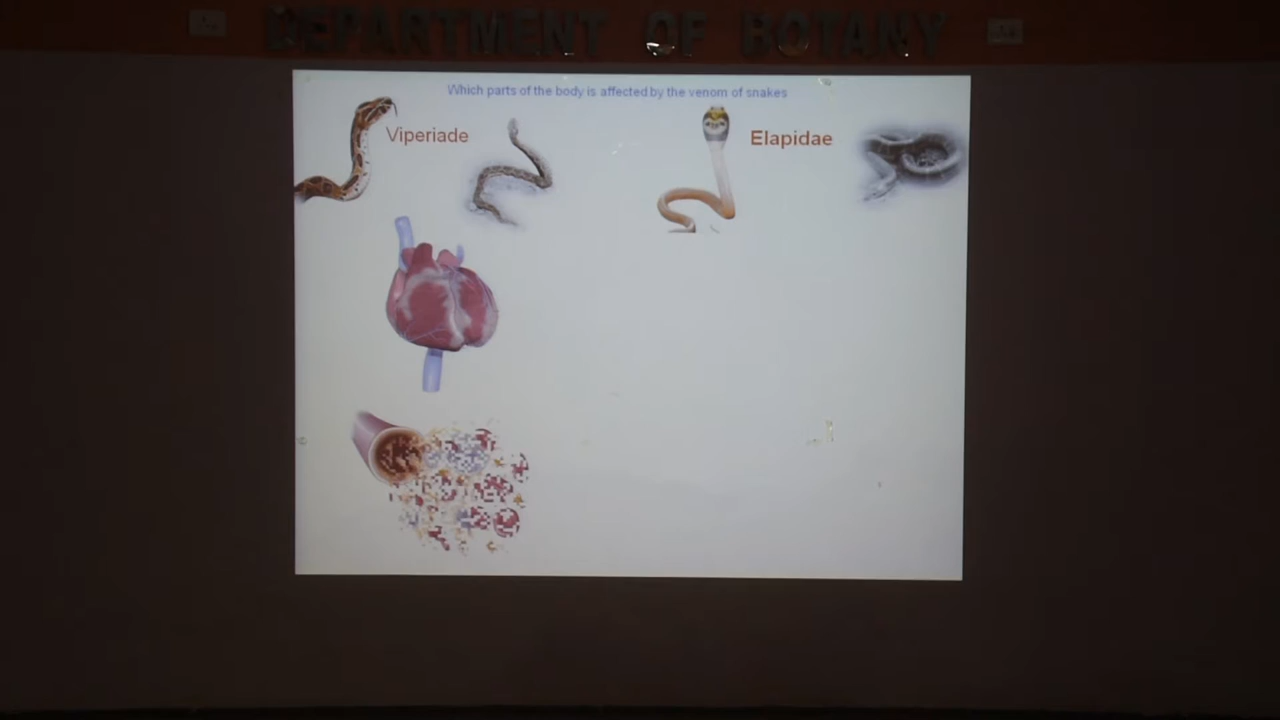 DEPARTMENT OF BOTANY
Which parts of the body is affected by the venom of snakes
Viperiade
Elapidae